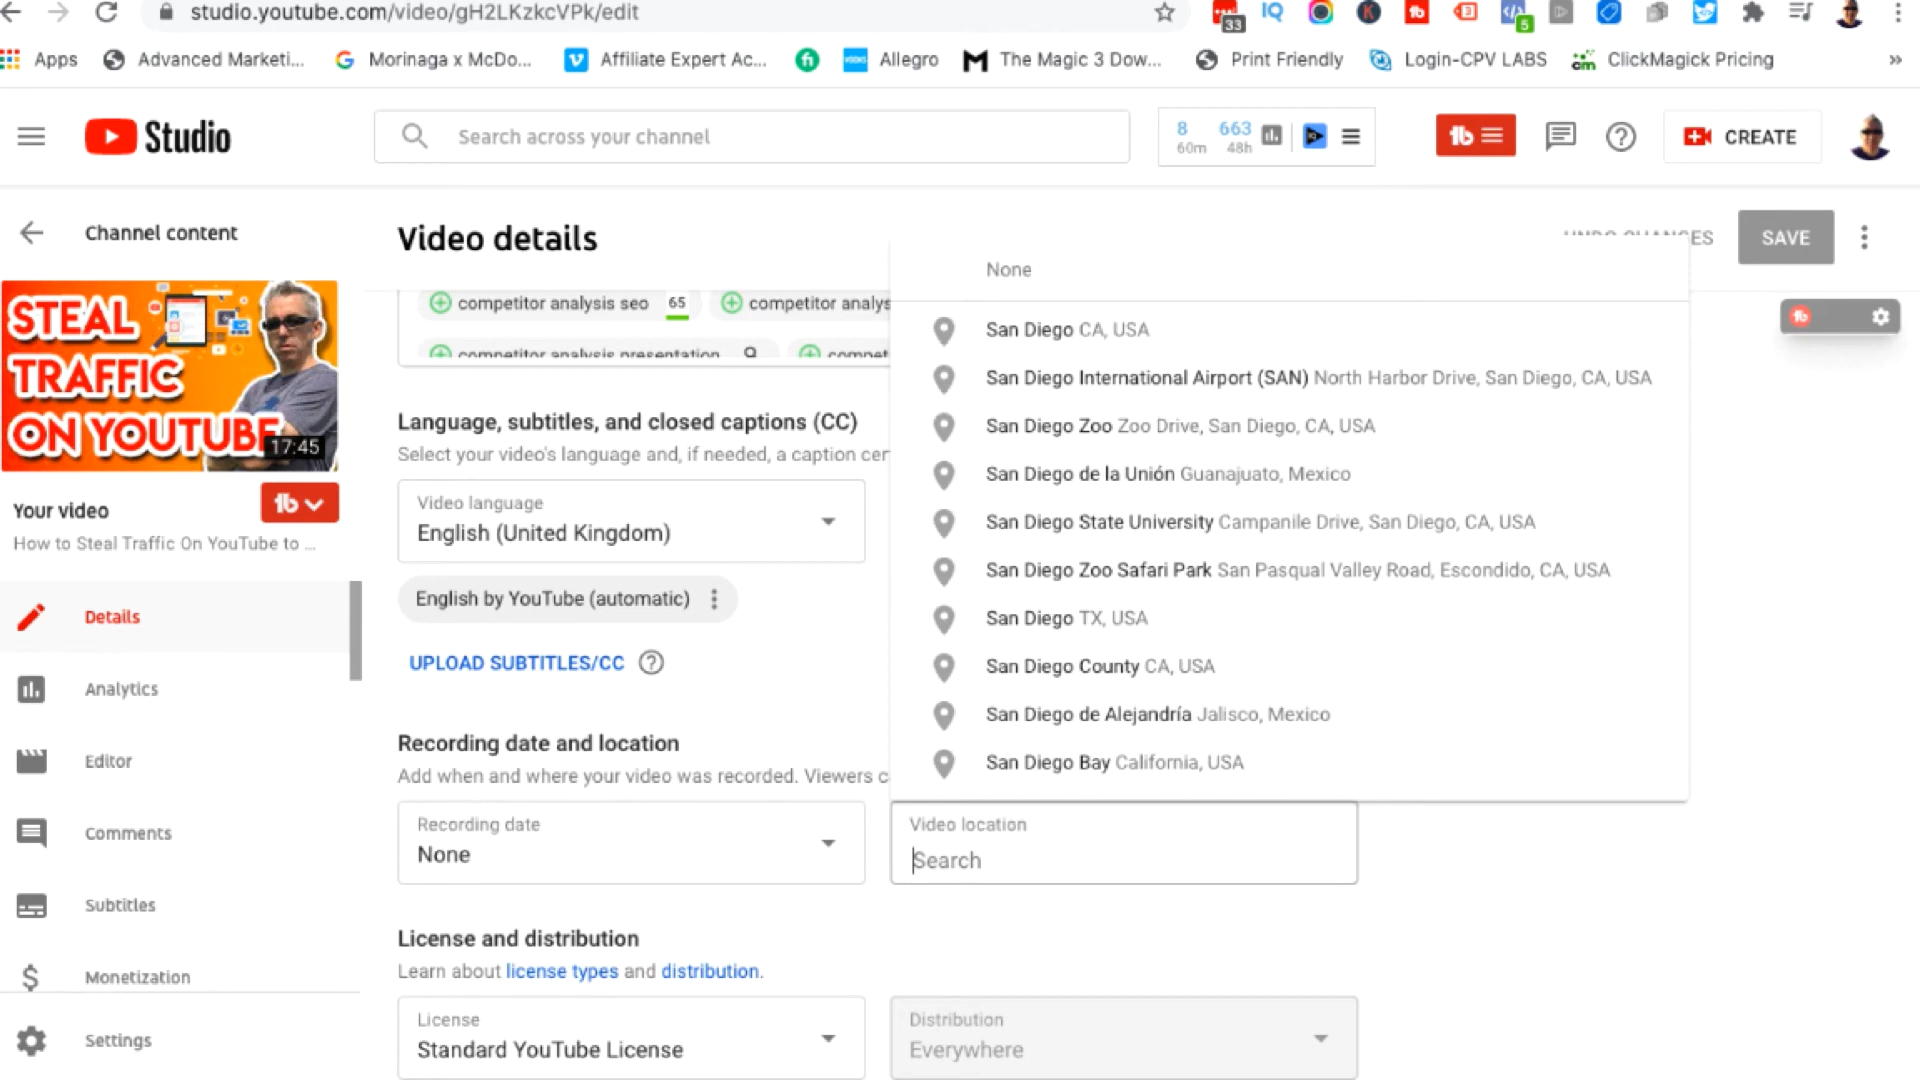 studio.youtube.com/video/gH2LKzkcVPk/edit
33
IQ
K
tb
3
5
Apps
Advanced Marketi...
Morinaga x McDo...
Affiliate Expert Ac...
Allegro
The Magic 3 Dow...
Print Friendly
Login-CPV LABS
cm
ClickMagick Pricing
»
Studio
Search across your channel
8 663
60m 48h
tb
CREATE
Channel content
Video details
SAVE
None
STEAL
TRAFFIC
ON YOUTUBE
17:45
competitor analysis seo 65
competitor analys
competitor analysis presentation
compet
San Diego CA, USA
San Diego International Airport (SAN) North Harbor Drive, San Diego, CA, USA
San Diego Zoo Zoo Drive, San Diego, CA, USA
San Diego de la Unión Guanajuato, Mexico
San Diego State University Campanile Drive, San Diego, CA, USA
San Diego Zoo Safari Park San Pasqual Valley Road, Escondido, CA, USA
San Diego TX, USA
San Diego County CA, USA
San Diego de Alejandría Jalisco, Mexico
San Diego Bay California, USA
tb
Language, subtitles, and closed captions (CC)
Select your video's language and, if needed, a caption cer
Video language
English (United Kingdom)
English by YouTube (automatic)
UPLOAD SUBTITLES/CC
Your video
tb
How to Steal Traffic On YouTube to ...
Details
Analytics
Editor
Comments
Subtitles
Monetization
Settings
Recording date and location
Add when and where your video was recorded. Viewers c
Recording date
None
Video location
Search
License and distribution
Learn about license types and distribution.
License
Standard YouTube License
Distribution
Everywhere